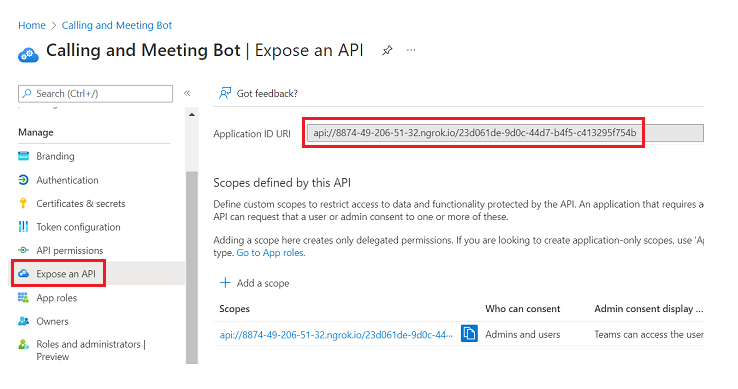 Home > Calling and Meeting Bot
Calling and Meeting Bot | Expose an API
Search (Ctrl+/)
Got feedback?
Manage
Branding
Authentication
Certificates & secrets
Token configuration
API permissions
Expose an API
App roles
Owners
Roles and administrators |
Preview
Application ID URI
api://8874-49-206-51-32.ngrok.io/23d061de-9d0c-44d7-b4f5-c413295f754b
Scopes defined by this API
Define custom scopes to restrict access to data and functionality protected by the API. An application that requires a
API can request that a user or admin consent to one or more of these.
Adding a scope here creates only delegated permissions. If you are looking to create application-only scopes, use 'Ap
type. Go to App roles.
Add a scope
Scopes Who can consent Admin consent display ...
api://8874-49-206-51-32.ngrok.io/23d061de-9d0c-44··· Admins and users Teams can access the user